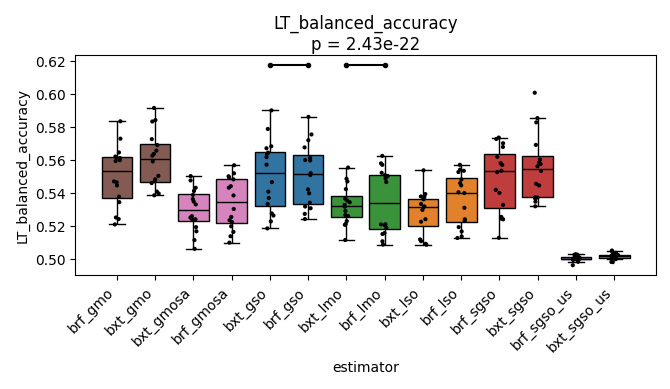 LT_balanced_accuracy
p = 2.43e-22
LT_balanced_accuracy
0.62
0.60
0.58
0.56
0.54
0.52
0.50
brf_gmo
bxt_gmo
bxt_gmosa
brf_gmosa
bxt_gso
brf_gso
bxt_lmo
brf_lmo
bxt_lso
brf_lso
brf_sgso
bxt_sgso
brf_sgso_us
bxt_sgso_us
estimator